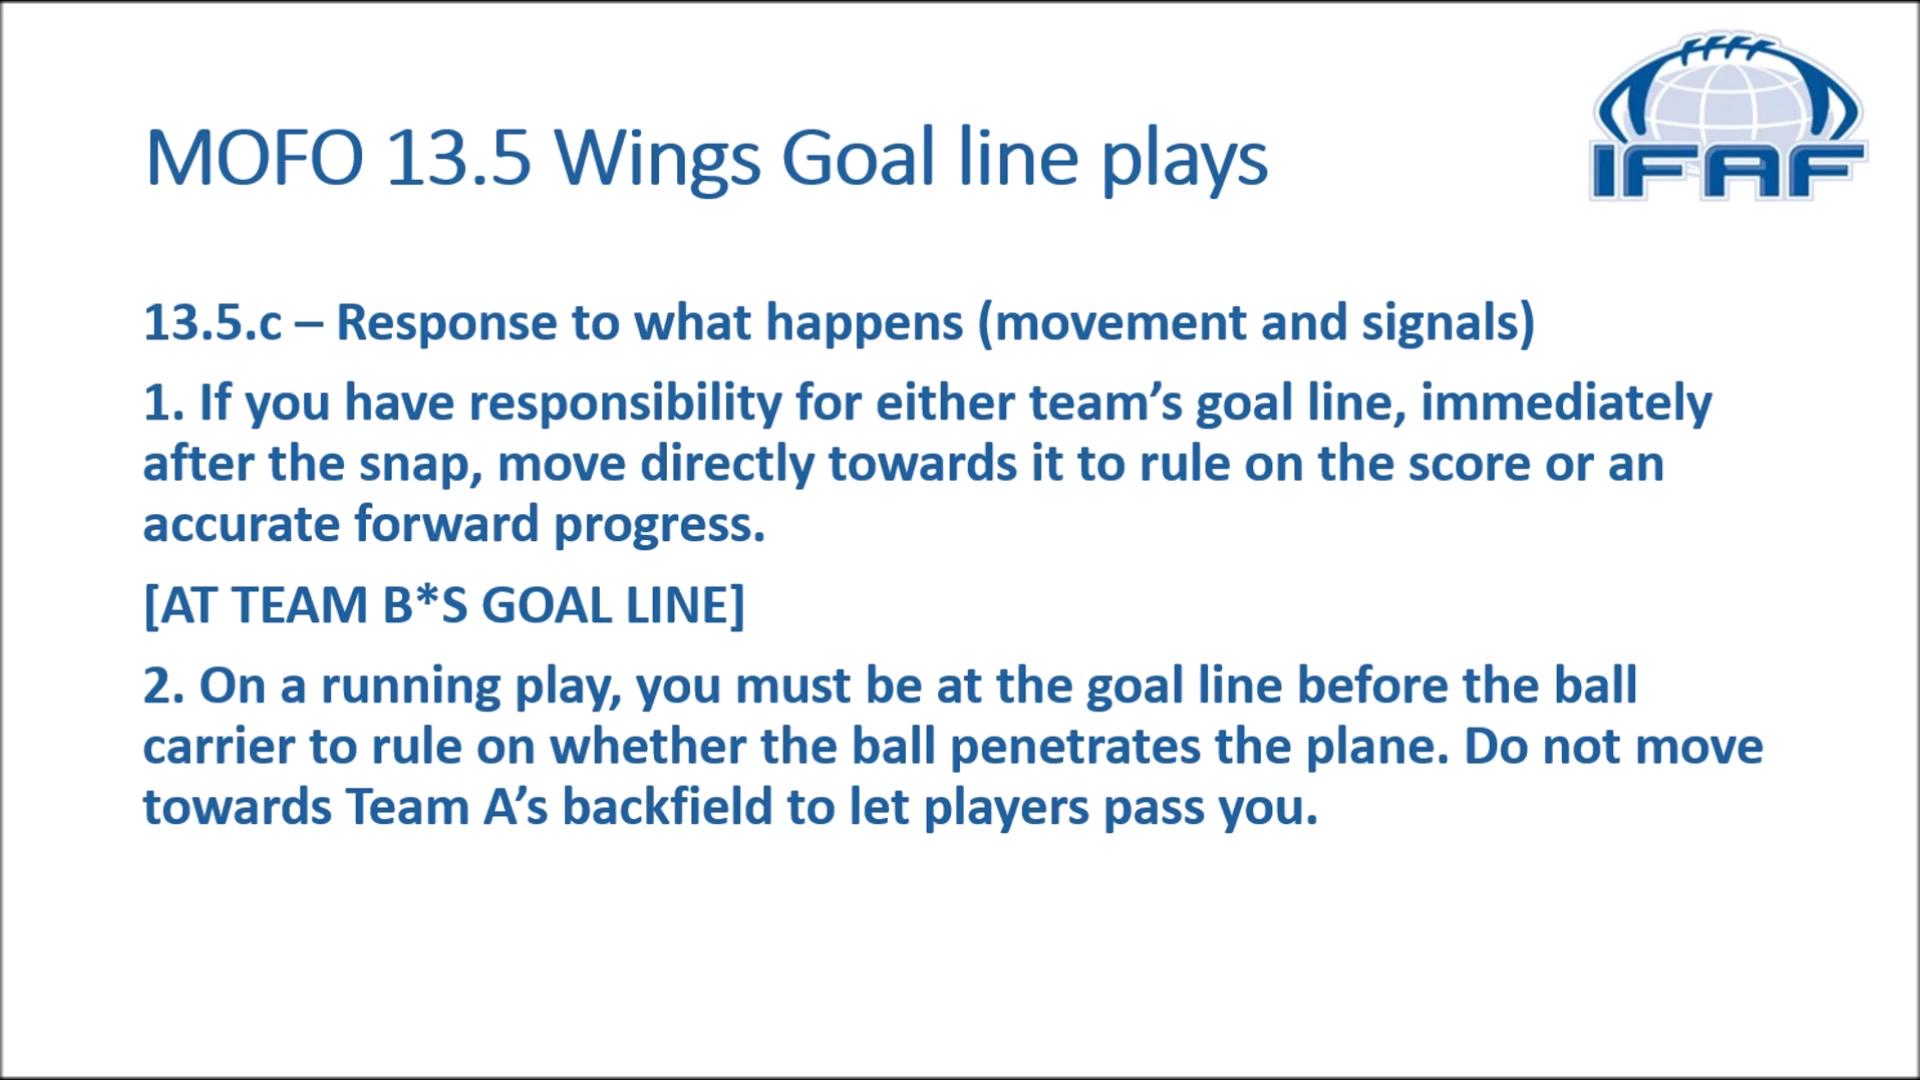 MOFO 13.5 Wings Goal line plays
IFAF
13.5.c – Response to what happens (movement and signals)
1. If you have responsibility for either team’s goal line, immediately
after the snap, move directly towards it to rule on the score or an
accurate forward progress.
[AT TEAM B*S GOAL LINE]
2. On a running play, you must be at the goal line before the ball
carrier to rule on whether the ball penetrates the plane. Do not move
towards Team A’s backfield to let players pass you.